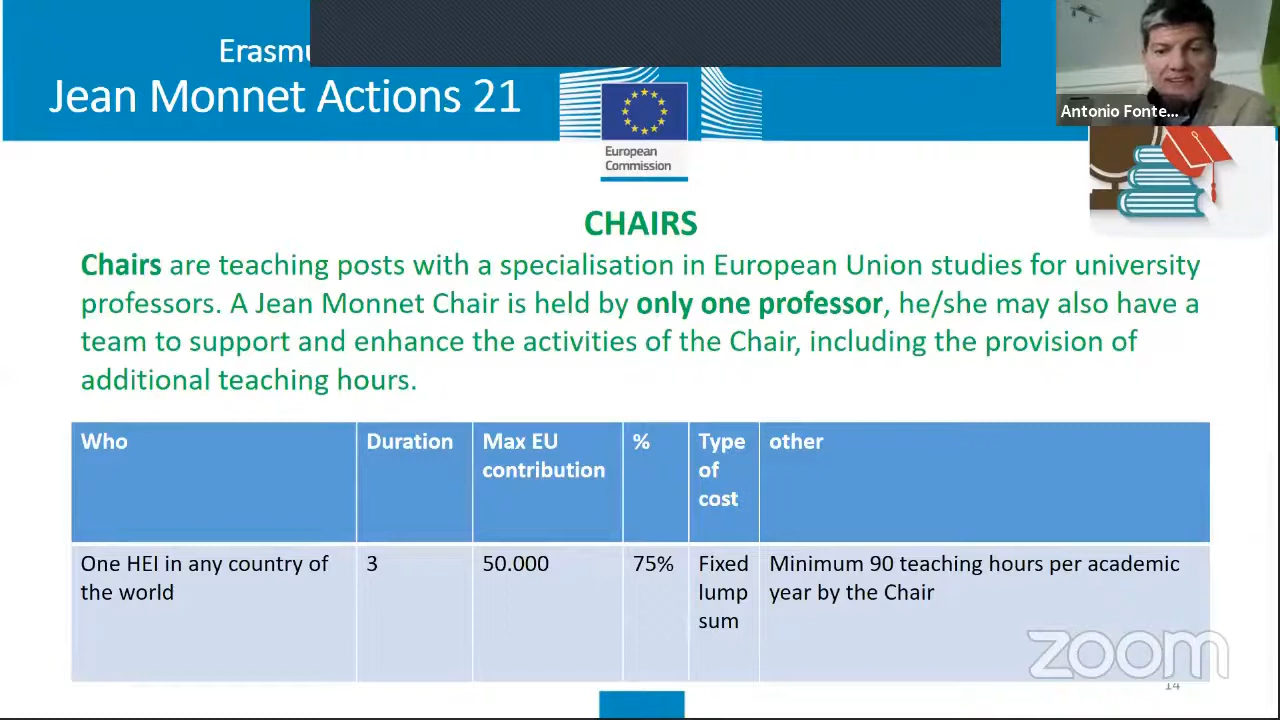 Erasmu
Jean Monnet Actions 21
Antonio Fonte...
European
Commission
CHAIRS
Chairs are teaching posts with a specialisation in European Union studies for university
professors. A Jean Monnet Chair is held by only one professor, he/she may also have a
team to support and enhance the activities of the Chair, including the provision of
additional teaching hours.
Who Duration Max EU contribution % Type of cost other
One HEI in any country of the world 3 50.000 75% Fixed lump sum Minimum 90 teaching hours per academic year by the Chair
zoom
14